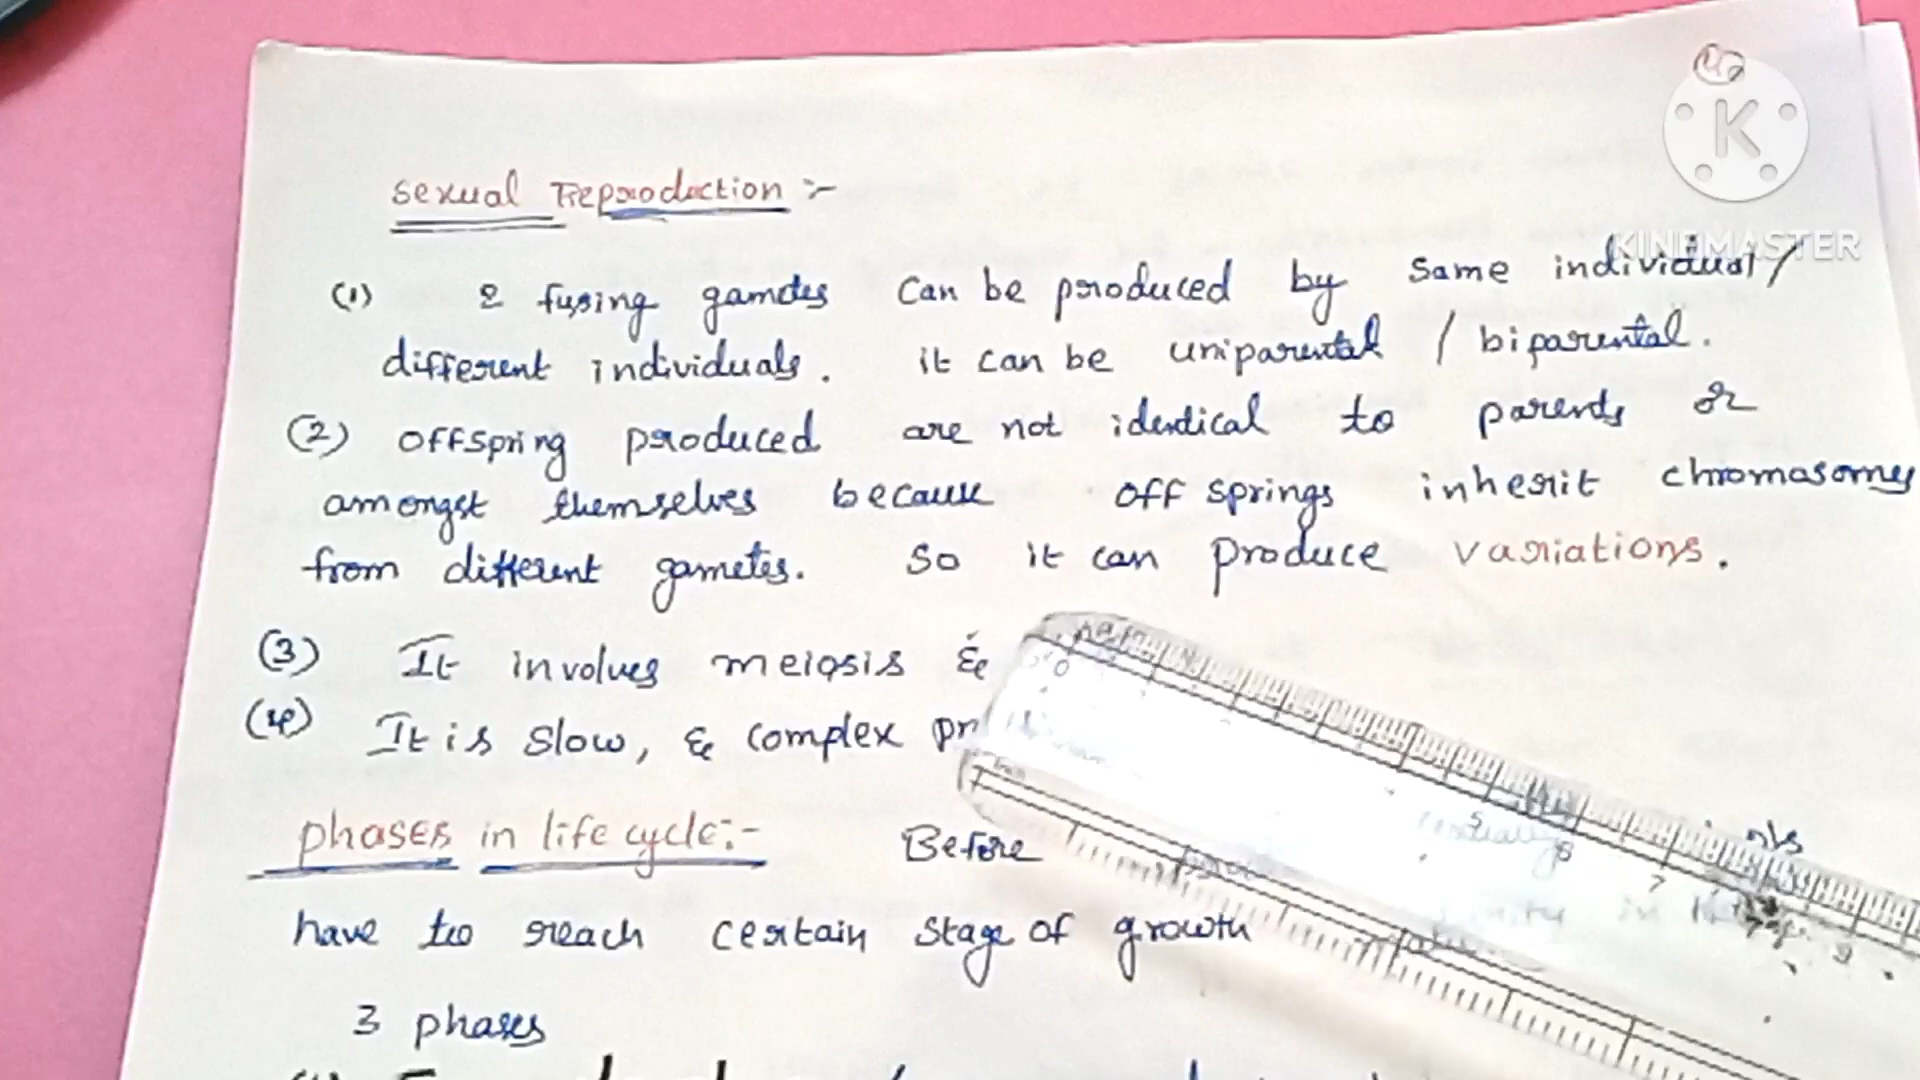 K
KINEMASTER
Sexual Reproduction :-
(1) 2 fusing gametes can be produced by same individual/
different individuals. it can be uniparental / biparental.
(2) offspring produced are not identical to parents or
amongst themselves because off springs inherit chromasomes
from different gametes. so it can produce variations.
(3) It involves meiosis &
(4) It is slow, & complex pr
phases in life cycle:- Before
have to reach certain stage of growth
3 phases